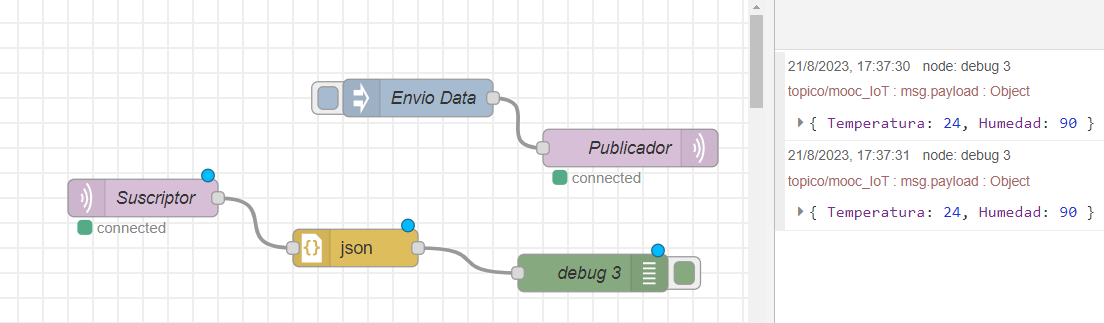 Envio Data
Publicador
connected
Suscriptor
connected
{} json
debug 3
21/8/2023, 17:37:30 node: debug 3
topico/mooc_IoT : msg.payload : Object
{ Temperatura: 24, Humedad: 90 }
21/8/2023, 17:37:31 node: debug 3
topico/mooc_IoT : msg.payload : Object
{ Temperatura: 24, Humedad: 90 }